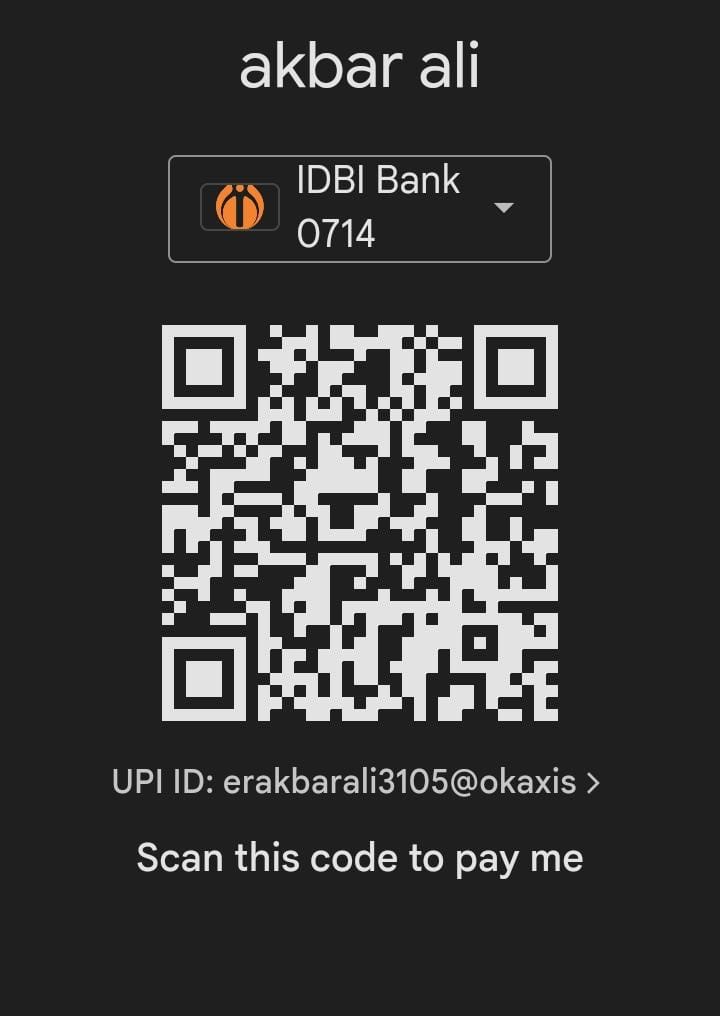 akbar ali
IDBI Bank
0714
UPI ID: erakbarali3105@okaxis >
Scan this code to pay me